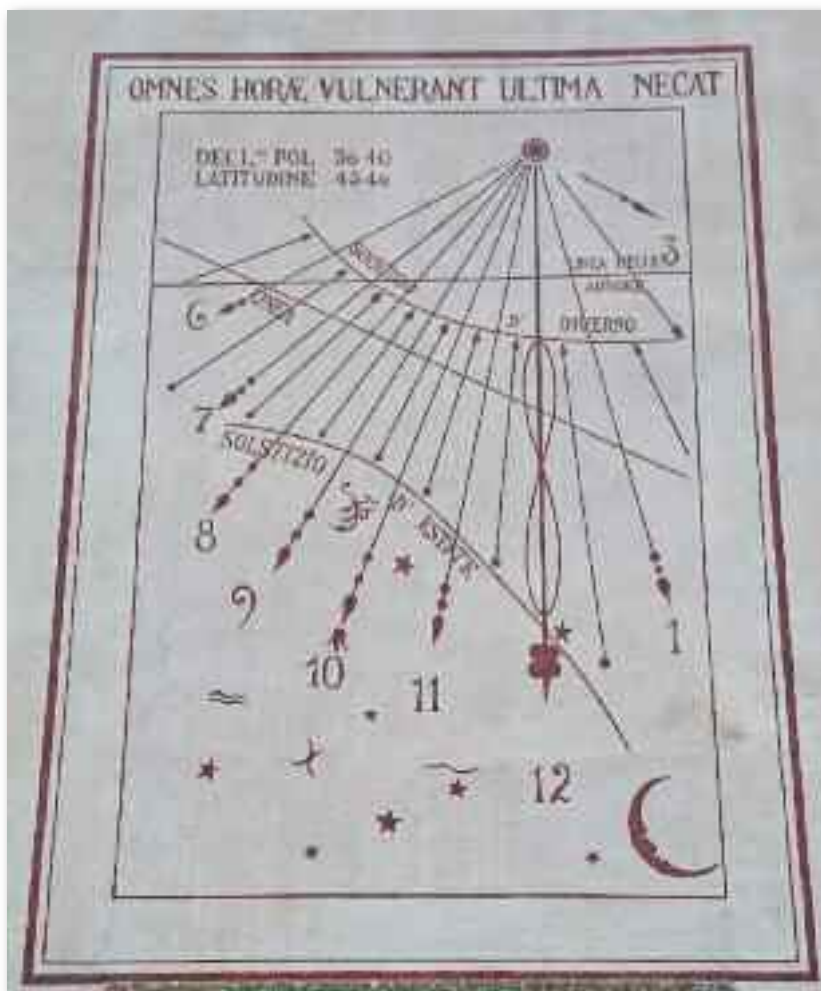 OMNES HORÆ VULNERANT ULTIMA NECAT
DECL. POL. 36 40
LATITUDINE 45 46
3
LINEA DELLE
6
D' INVERNO
7
SOLSTIZIO D' ESTATE
8
9
10
11
12
1